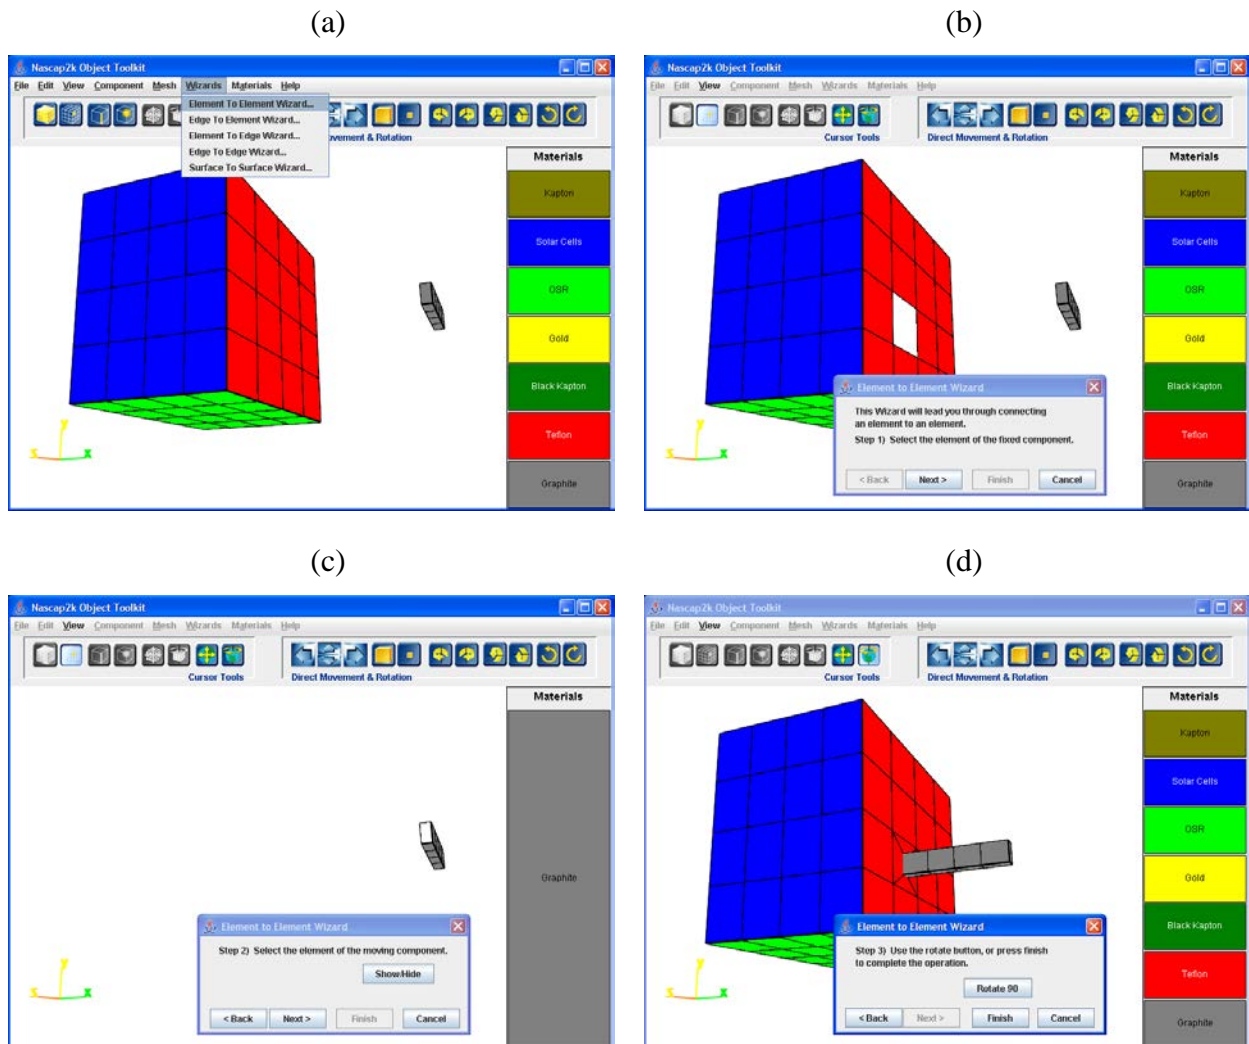 (a)
Nascap2k Object Toolkit
File Edit View Component Mesh Wizards Materials Help
Element To Element Wizard...
Edge To Element Wizard...
Element To Edge Wizard...
Edge To Edge Wizard...
Surface To Surface Wizard...
vement & Rotation
Materials
Kapton
Solar Cells
OSR
Gold
Black Kapton
Teflon
Graphite
y
x
(b)
Nascap2k Object Toolkit
File Edit View Component Mesh Wizards Materials Help
Cursor Tools
Direct Movement & Rotation
Materials
Kapton
Solar Cells
OSR
Gold
Black Kapton
Teflon
Graphite
Element to Element Wizard
This Wizard will lead you through connecting
an element to an element.
Step 1) Select the element of the fixed component.
< Back Next > Finish Cancel
y
x
(c)
Nascap2k Object Toolkit
File Edit View Component Mesh Wizards Materials Help
Cursor Tools
Direct Movement & Rotation
Materials
Graphite
Element to Element Wizard
Step 2) Select the element of the moving component.
Show/Hide
< Back Next > Finish Cancel
y
x
(d)
Nascap2k Object Toolkit
File Edit View Component Mesh Wizards Materials Help
Cursor Tools
Direct Movement & Rotation
Materials
Kapton
Solar Cells
OSR
Gold
Black Kapton
Teflon
Graphite
Element to Element Wizard
Step 3) Use the rotate button, or press finish
to complete the operation.
Rotate 90
< Back Next > Finish Cancel
y
x